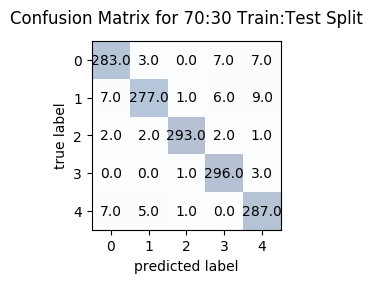 Confusion Matrix for 70:30 Train:Test Split
0 283.0 3.0 0.0 7.0 7.0
1 7.0 277.0 1.0 6.0 9.0
2 2.0 2.0 293.0 2.0 1.0
3 0.0 0.0 1.0 296.0 3.0
4 7.0 5.0 1.0 0.0 287.0
0 1 2 3 4
true label
predicted label